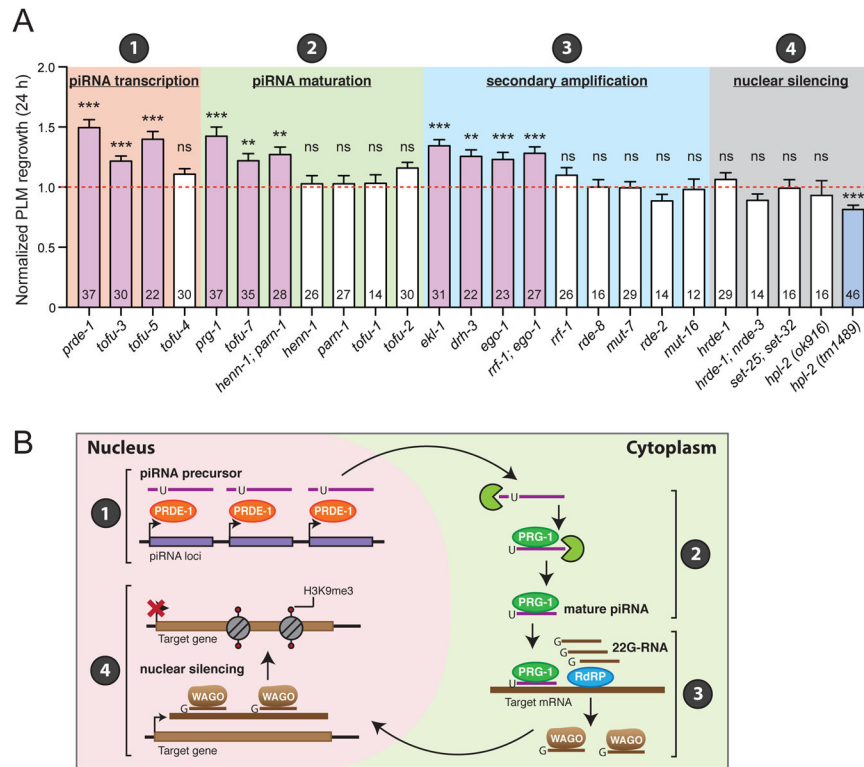 A
1 2 3 4
piRNA transcription piRNA maturation secondary amplification nuclear silencing
Normalized PLM regrowth (24 h)
2.0
1.5
1.0
0.5
0
*** *** *** ns *** ** ** ns ns ns ns *** ** *** *** ns ns ns ns ns ns ns ns ns ***
37 30 22 30 37 35 28 26 27 14 30 31 22 23 27 26 16 29 14 12 29 14 16 16 46
prde-1 tofu-3 tofu-5 tofu-4 prg-1 tofu-7 henn-1; parn-1 henn-1 parn-1 tofu-1 tofu-2 ekl-1 drh-3 ego-1 rrf-1; ego-1 rrf-1 rde-8 mut-7 rde-2 mut-16 hrde-1 hrde-1; nrde-3 set-25; set-32 hpl-2 (ok916) hpl-2 (tm1489)
B
Nucleus Cytoplasm
piRNA precursor
U U U U
PRDE-1 PRDE-1 PRDE-1
1
piRNA loci
PRG-1
U
2
PRG-1
U
mature piRNA
H3K9me3
Target gene
4
nuclear silencing
WAGO WAGO
G G
Target gene
G
G 22G-RNA
G
PRG-1 RdRP
U
Target mRNA
3
WAGO WAGO
G G